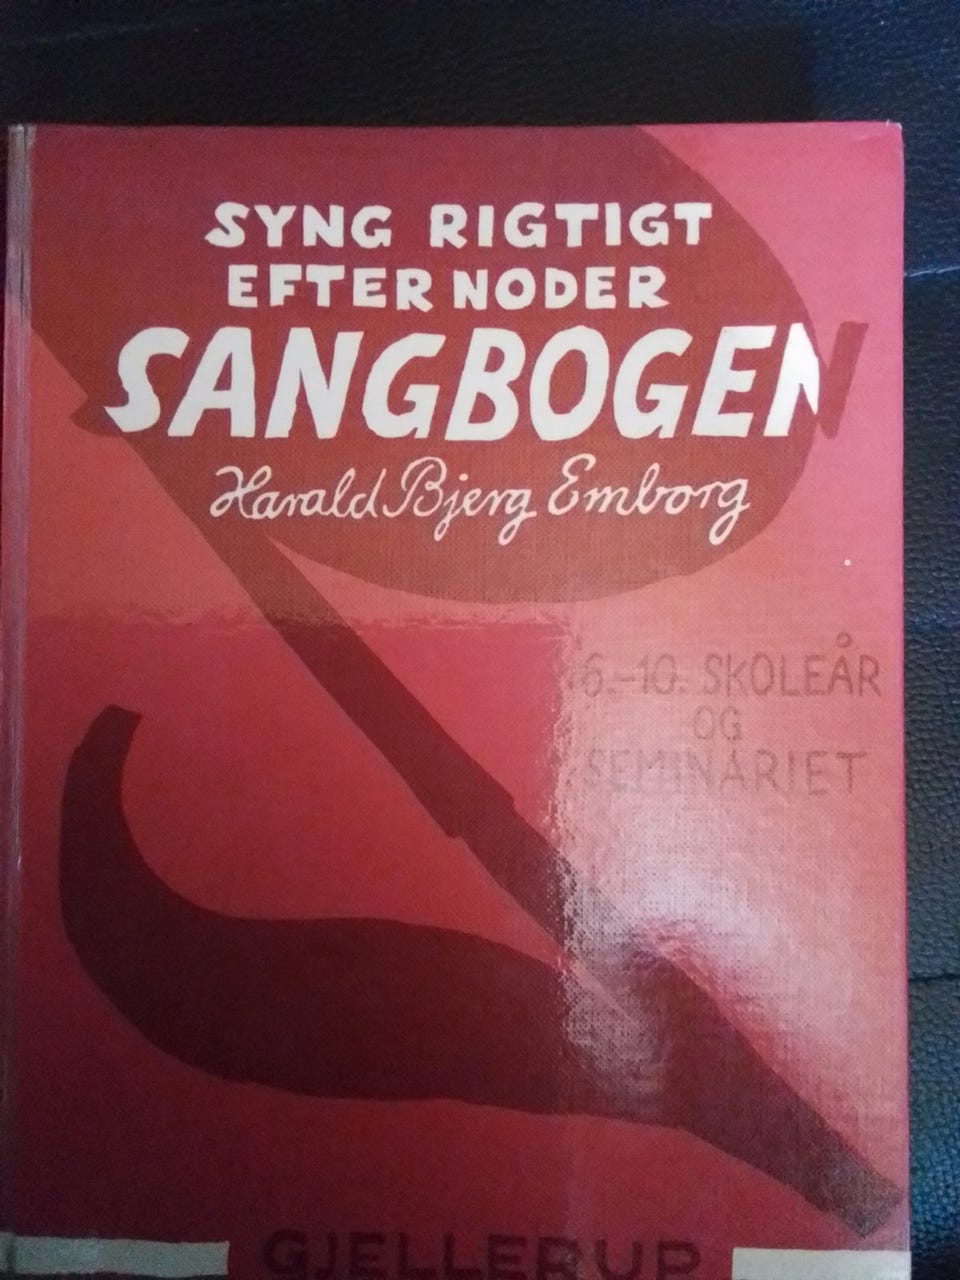 SYNG RIGTIGT
EFTER NODER
SANGBOGEN
Harald Bjerg Emborg
6.-10. SKOLEÅR
OG
SEMINARIET
GJELLERUP